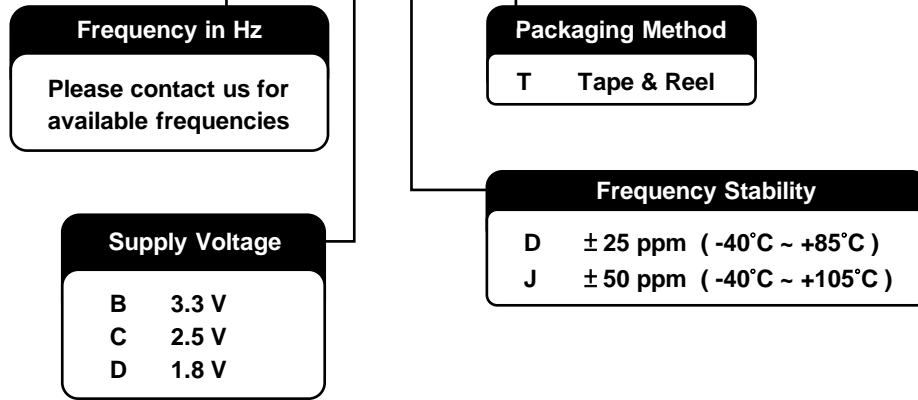 Frequency in Hz
Please contact us for
available frequencies
Packaging Method
T Tape & Reel
Frequency Stability
D ± 25 ppm ( -40˚C ~ +85˚C )
J ± 50 ppm ( -40˚C ~ +105˚C )
Supply Voltage
B 3.3 V
C 2.5 V
D 1.8 V